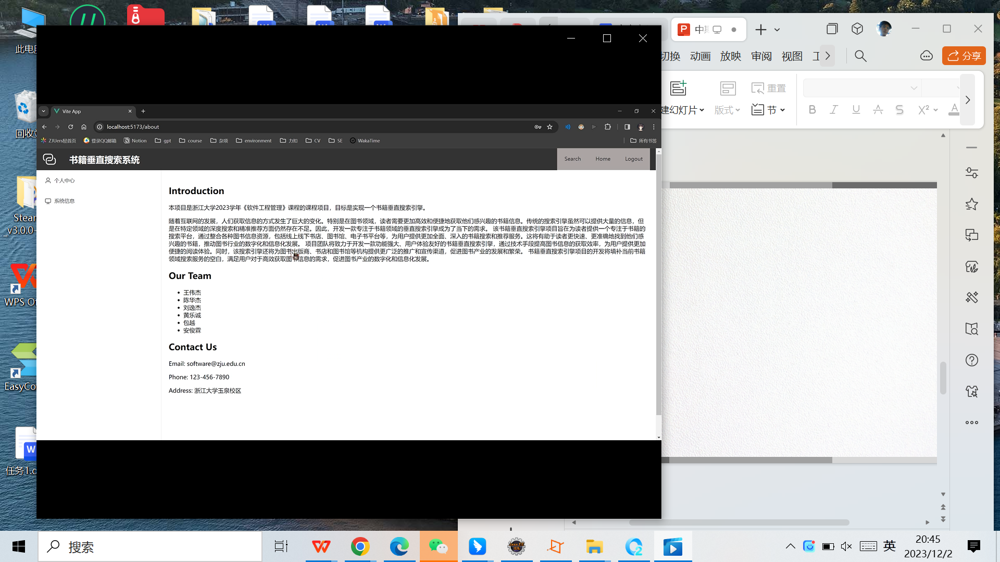 此电脑
回收站
Steam
_v3.0.0-
WPS Of
EasyCo
任务1.d
中期
切换 动画 放映 审阅 视图 工
分享
重置
建幻灯片 版式 节
B I U A S X² A
Vite App
localhost:5173/about
ZJUers轻首页 登录QQ邮箱 Notion gpt course 杂项 environment 力扣 CV SE WakaTime 所有书签
书籍垂直搜索系统 Search Home Logout
个人中心
系统信息
Introduction
本项目是浙江大学2023学年《软件工程管理》课程的课程项目，目标是实现一个书籍垂直搜索引擎。
随着互联网的发展，人们获取信息的方式发生了巨大的变化。特别是在图书领域，读者需要更加高效和便捷地获取他们感兴趣的书籍信息。传统的搜索引擎虽然可以提供大量的信息，但
是在特定领域的深度搜索和精准推荐方面仍然存在不足。因此，开发一款专注于书籍领域的垂直搜索引擎成为了当下的需求。 该书籍垂直搜索引擎项目旨在为读者提供一个专注于书籍的
搜索平台，通过整合各种图书信息资源，包括线上线下书店、图书馆、电子书平台等，为用户提供更加全面、深入的书籍搜索和推荐服务。这将有助于读者更快速、更准确地找到他们感
兴趣的书籍，推动图书行业的数字化和信息化发展。 项目团队将致力于开发一款功能强大、用户体验友好的书籍垂直搜索引擎，通过技术手段提高图书信息的获取效率，为用户提供更加
便捷的阅读体验。同时，该搜索引擎还将为图书出版商、书店和图书馆等机构提供更广泛的推广和宣传渠道，促进图书产业的发展和繁荣。 书籍垂直搜索引擎项目的开发将填补当前书籍
领域搜索服务的空白，满足用户对于高效获取图书信息的需求，促进图书产业的数字化和信息化发展。
Our Team
王伟杰
陈华杰
刘逸杰
黄乐诚
包越
安俊霖
Contact Us
Email: software@zju.edu.cn
Phone: 123-456-7890
Address: 浙江大学玉泉校区
搜索
英
20:45
2023/12/2